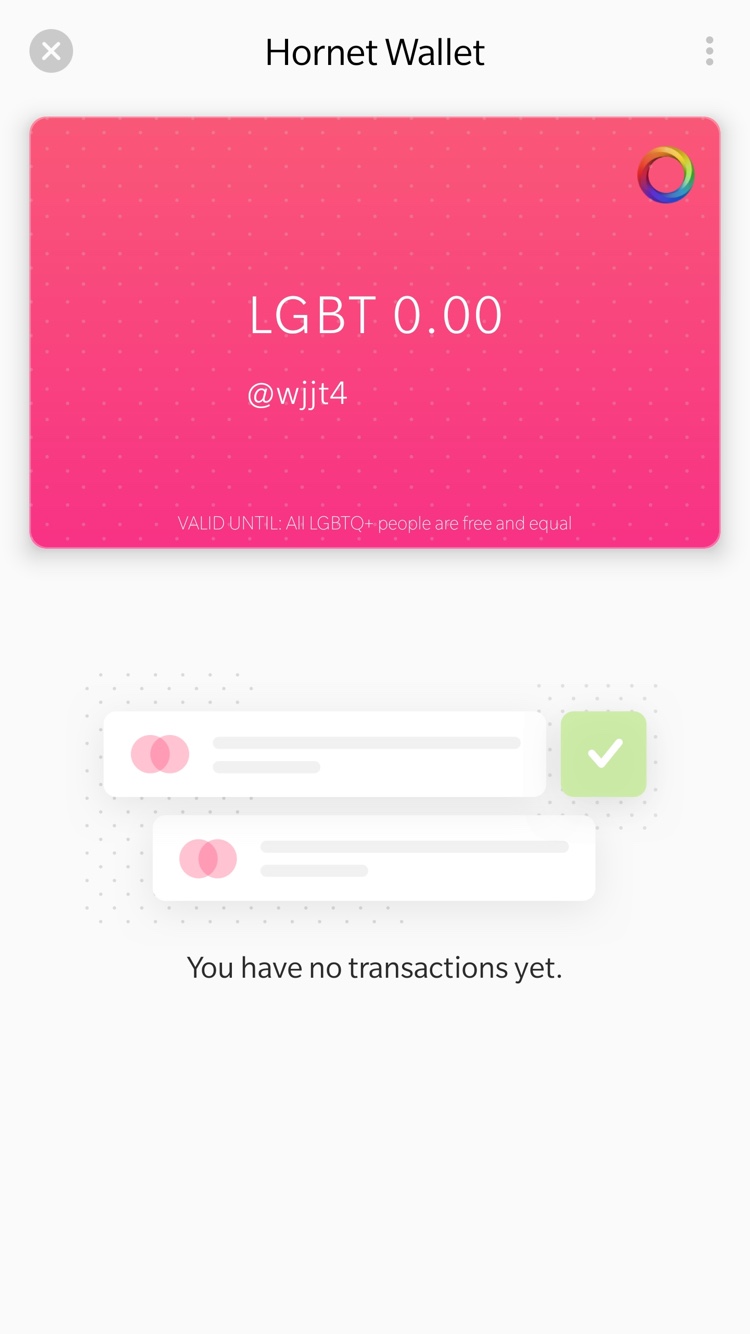 Hornet Wallet
LGBT 0.00
@wjjt4
VALID UNTIL: All LGBTQ+ people are free and equal
You have no transactions yet.